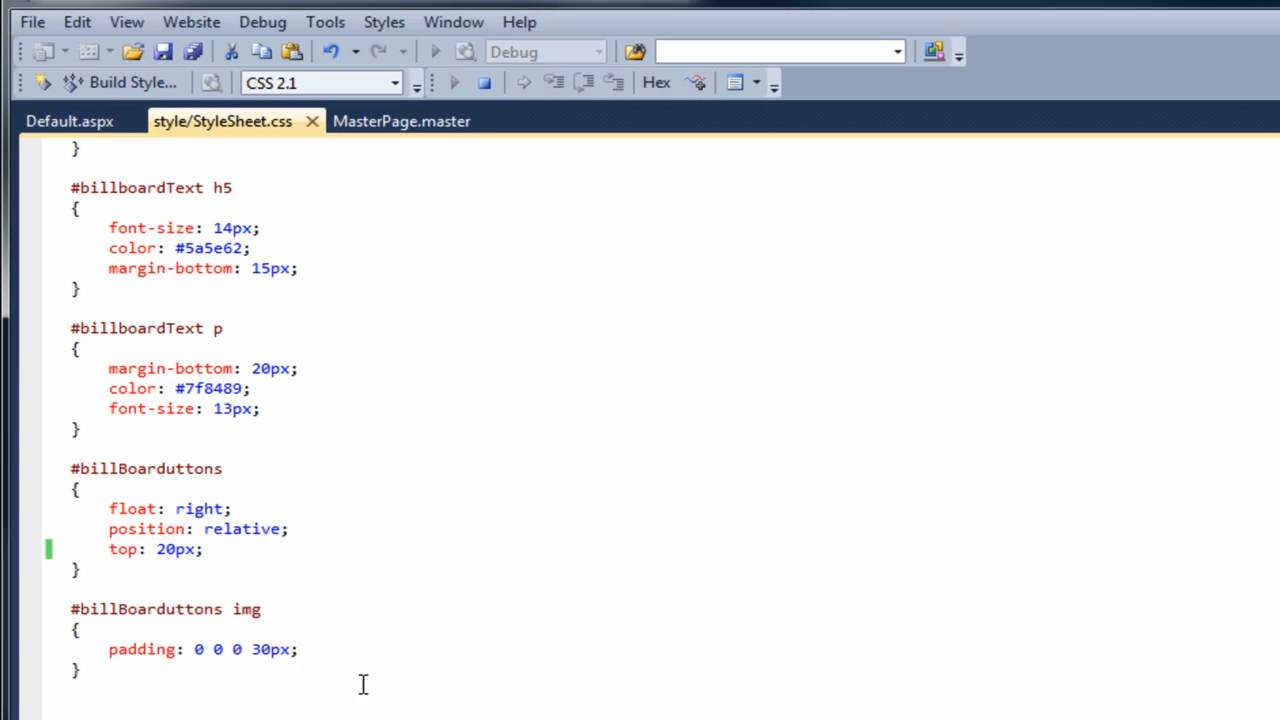 File Edit View Website Debug Tools Styles Window Help
Debug
Build Style... CSS 2.1 Hex
Default.aspx style/StyleSheet.css MasterPage.master
}
#billboardText h5
{
font-size: 14px;
color: #5a5e62;
margin-bottom: 15px;
}
#billboardText p
{
margin-bottom: 20px;
color: #7f8489;
font-size: 13px;
}
#billBoarduttons
{
float: right;
position: relative;
top: 20px;
}
#billBoarduttons img
{
padding: 0 0 0 30px;
}